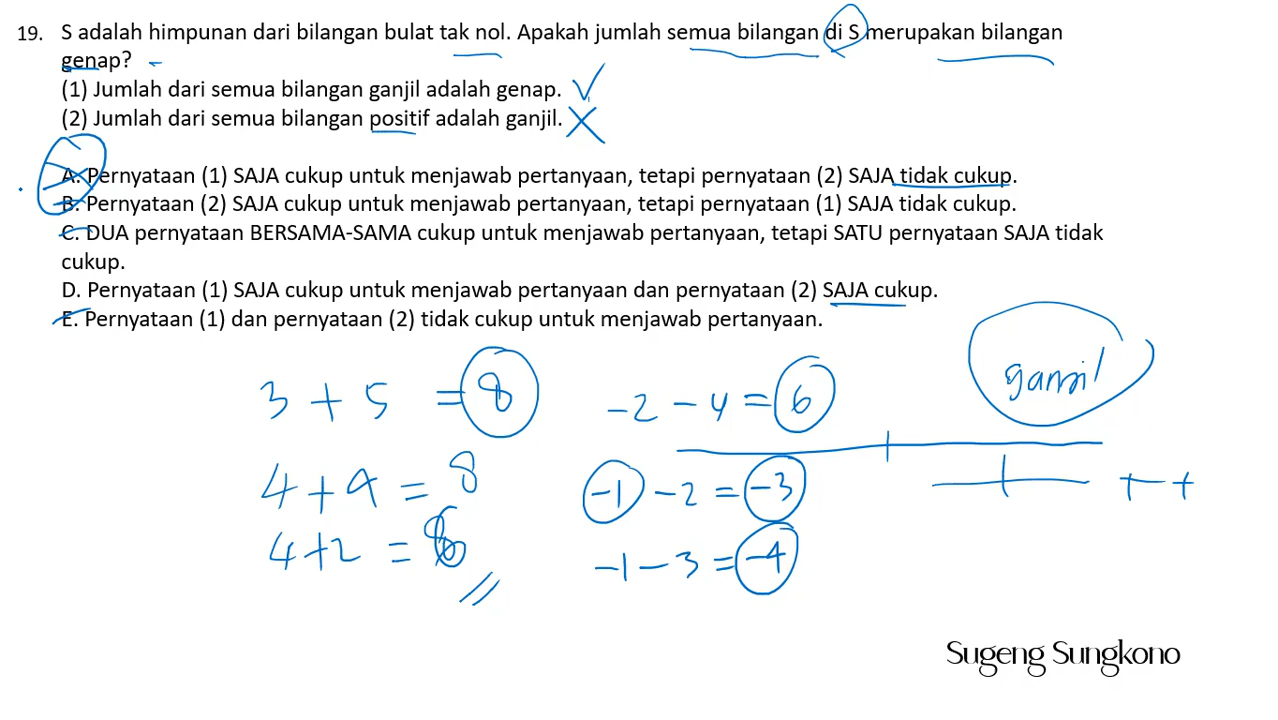 19. S adalah himpunan dari bilangan bulat tak nol. Apakah jumlah semua bilangan di S merupakan bilangan
genap?
(1) Jumlah dari semua bilangan ganjil adalah genap.
(2) Jumlah dari semua bilangan positif adalah ganjil.
A. Pernyataan (1) SAJA cukup untuk menjawab pertanyaan, tetapi pernyataan (2) SAJA tidak cukup.
B. Pernyataan (2) SAJA cukup untuk menjawab pertanyaan, tetapi pernyataan (1) SAJA tidak cukup.
C. DUA pernyataan BERSAMA-SAMA cukup untuk menjawab pertanyaan, tetapi SATU pernyataan SAJA tidak
cukup.
D. Pernyataan (1) SAJA cukup untuk menjawab pertanyaan dan pernyataan (2) SAJA cukup.
E. Pernyataan (1) dan pernyataan (2) tidak cukup untuk menjawab pertanyaan.
3 + 5 = 8
-2 - 4 = 6
ganjil
4 + 4 = 8
-1 - 2 = -3
4 + 2 = 6
-1 - 3 = -4
Sugeng Sungkono